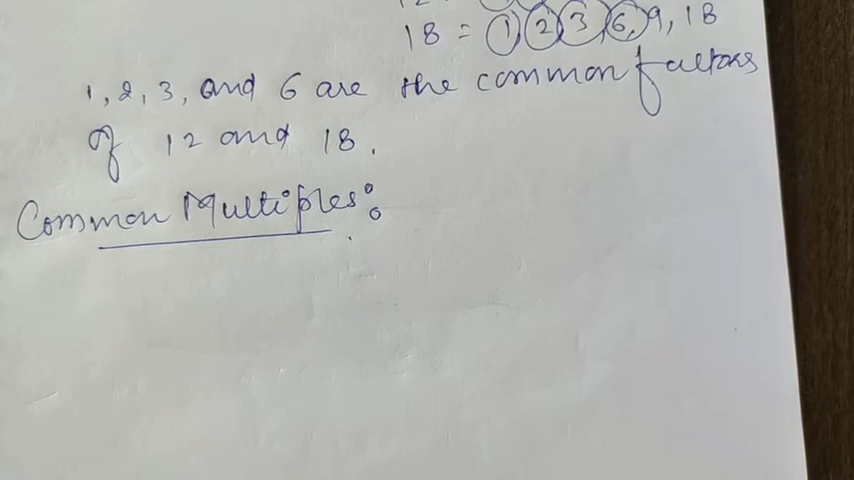 12
18 = 1, 2, 3, 6, 9, 18
1, 2, 3, and 6 are the common factors
of 12 and 18.
Common Multiples: